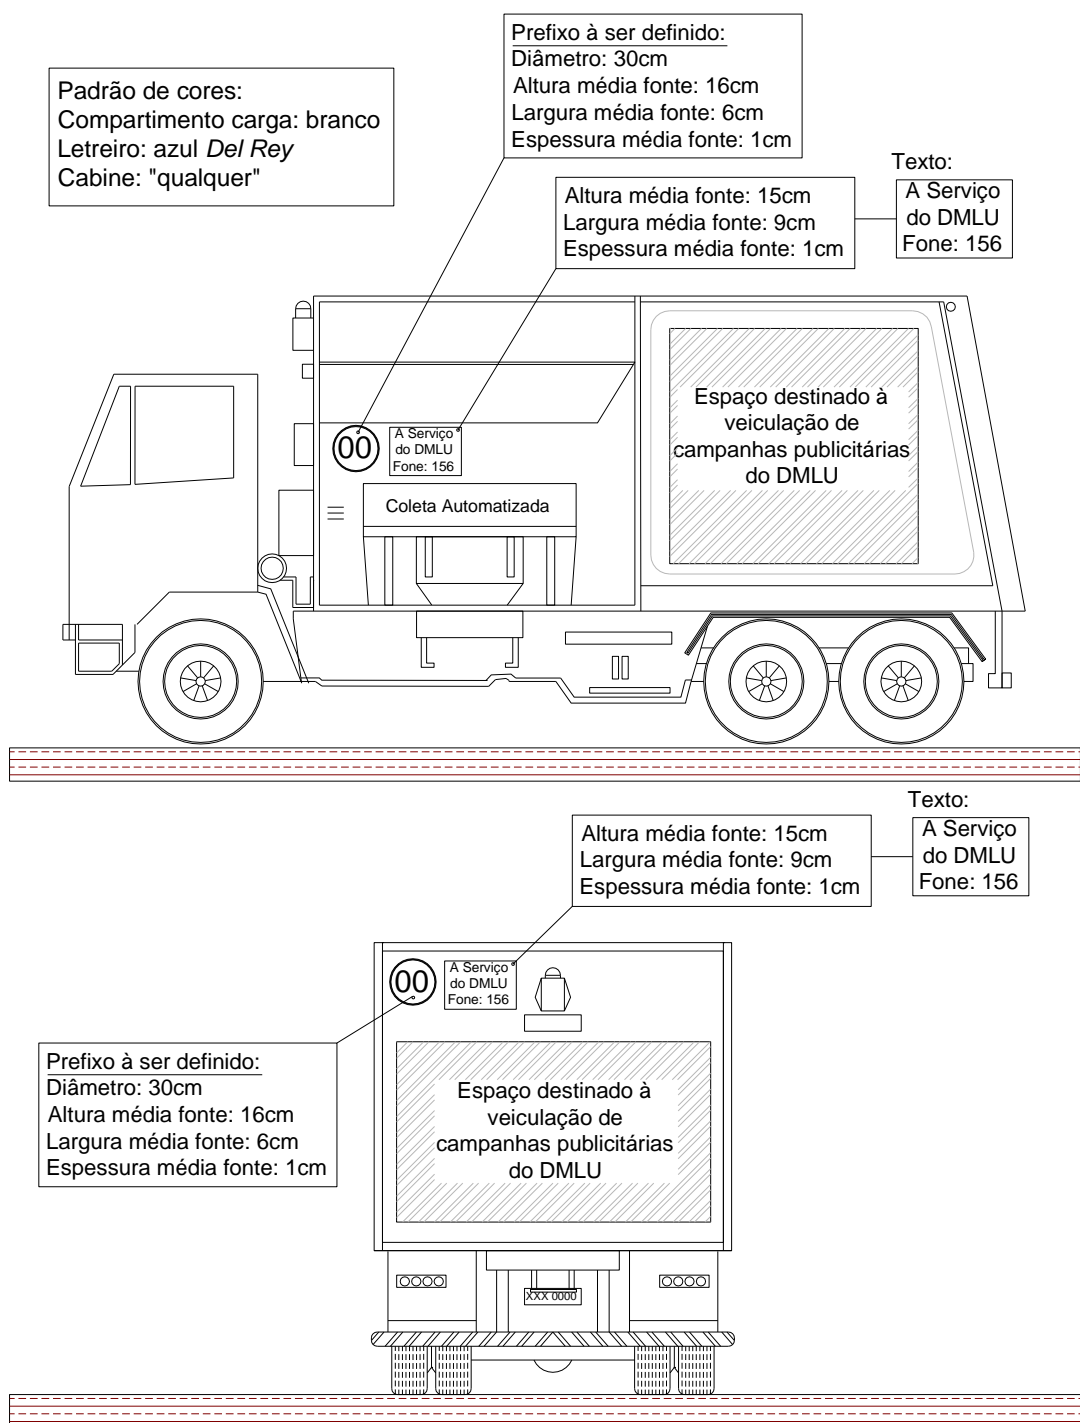 Prefixo à ser definido:
Diâmetro: 30cm
Altura média fonte: 16cm
Largura média fonte: 6cm
Espessura média fonte: 1cm
Padrão de cores:
Compartimento carga: branco
Letreiro: azul Del Rey
Cabine: "qualquer"
Altura média fonte: 15cm
Largura média fonte: 9cm
Espessura média fonte: 1cm
Texto:
A Serviço
do DMLU
Fone: 156
00
A Serviço
do DMLU
Fone: 156
Coleta Automatizada
Espaço destinado à
veiculação de
campanhas publicitárias
do DMLU
Altura média fonte: 15cm
Largura média fonte: 9cm
Espessura média fonte: 1cm
Texto:
A Serviço
do DMLU
Fone: 156
00
A Serviço
do DMLU
Fone: 156
Prefixo à ser definido:
Diâmetro: 30cm
Altura média fonte: 16cm
Largura média fonte: 6cm
Espessura média fonte: 1cm
Espaço destinado à
veiculação de
campanhas publicitárias
do DMLU
XXX 0000